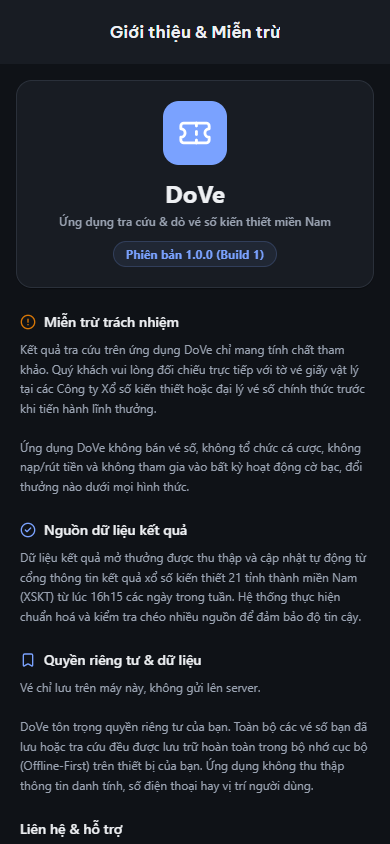 Giới thiệu & Miễn trừ
DoVe
Ứng dụng tra cứu & dò vé số kiến thiết miền Nam
Phiên bản 1.0.0 (Build 1)
Miễn trừ trách nhiệm
Kết quả tra cứu trên ứng dụng DoVe chỉ mang tính chất tham
khảo. Quý khách vui lòng đối chiếu trực tiếp với tờ vé giấy vật lý
tại các Công ty Xổ số kiến thiết hoặc đại lý vé số chính thức trước
khi tiến hành lĩnh thưởng.
Ứng dụng DoVe không bán vé số, không tổ chức cá cược, không
nạp/rút tiền và không tham gia vào bất kỳ hoạt động cờ bạc, đổi
thưởng nào dưới mọi hình thức.
Nguồn dữ liệu kết quả
Dữ liệu kết quả mở thưởng được thu thập và cập nhật tự động từ
cổng thông tin kết quả xổ số kiến thiết 21 tỉnh thành miền Nam
(XSKT) từ lúc 16h15 các ngày trong tuần. Hệ thống thực hiện
chuẩn hoá và kiểm tra chéo nhiều nguồn để đảm bảo độ tin cậy.
Quyền riêng tư & dữ liệu
Vé chỉ lưu trên máy này, không gửi lên server.
DoVe tôn trọng quyền riêng tư của bạn. Toàn bộ các vé số bạn đã
lưu hoặc tra cứu đều được lưu trữ hoàn toàn trong bộ nhớ cục bộ
(Offline-First) trên thiết bị của bạn. Ứng dụng không thu thập
thông tin danh tính, số điện thoại hay vị trí người dùng.
Liên hệ & hỗ trợ